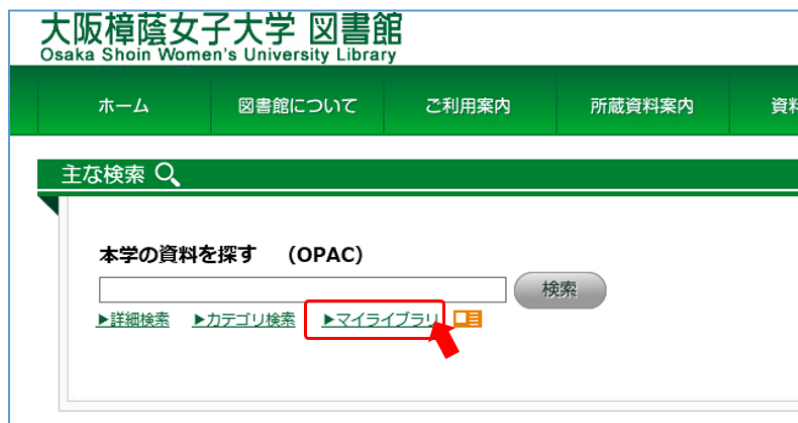 大阪樟蔭女子大学 図書館
Osaka Shoin Women's University Library
ホーム 図書館について ご利用案内 所蔵資料案内 資料
主な検索
本学の資料を探す (OPAC)
検索
▶詳細検索 ▶カテゴリ検索 ▶マイライブラリ